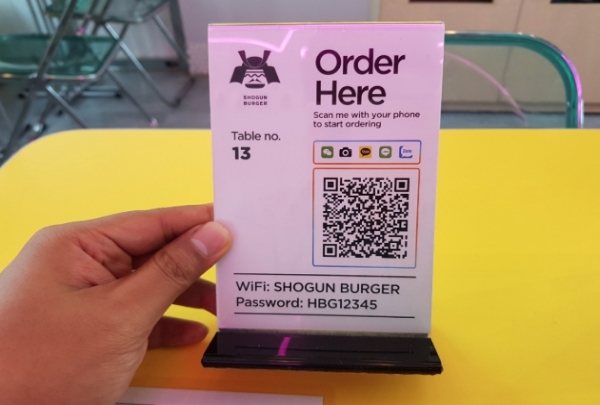 SHOGUN
BURGER
Order
Here
Scan me with your phone
to start ordering
Table no.
13
WiFi: SHOGUN BURGER
Password: HBG12345